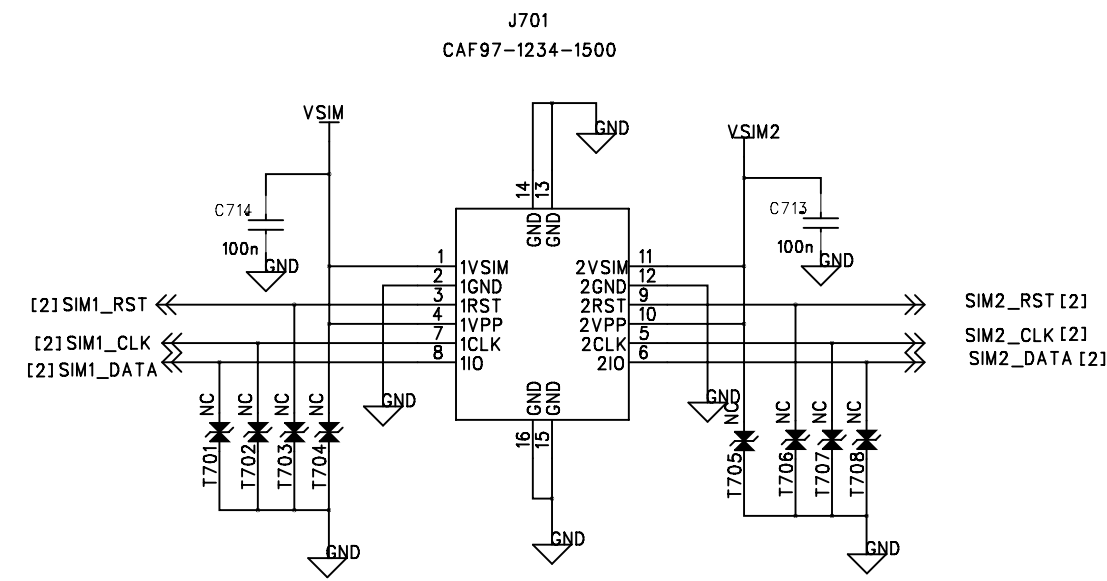 J701
CAF97-1234-1500
VSIM
GND
VSIM2
14
13
C714
100n
GND
GND
GND
C713
100n
GND
1
1VSIM
2VSIM
11
2
1GND
2GND
12
[2]SIM1_RST
3
1RST
2RST
9
SIM2_RST[2]
4
1VPP
2VPP
10
[2]SIM1_CLK
7
1CLK
2CLK
5
SIM2_CLK[2]
[2]SIM1_DATA
8
1IO
2IO
6
SIM2_DATA[2]
GND
GND
GND
GND
NC
NC
NC
NC
NC
NC
NC
NC
T701
T702
T703
T704
16
15
T705
T706
T707
T708
GND
GND
GND